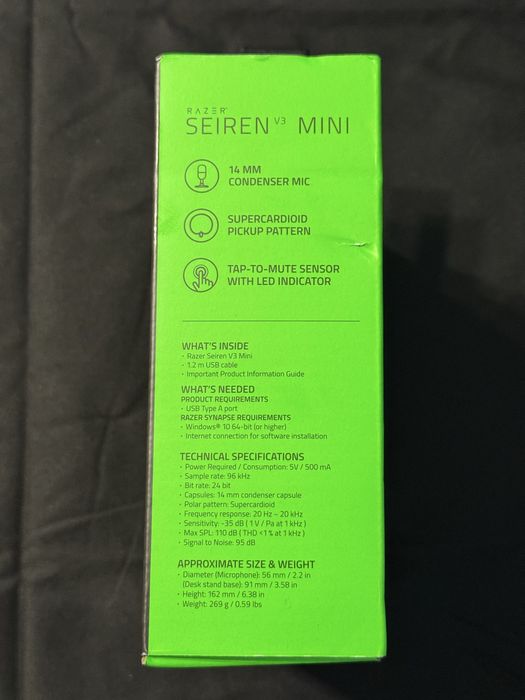 RAZER
SEIREN V3 MINI
14 MM
CONDENSER MIC
SUPERCARDIOID
PICKUP PATTERN
TAP-TO-MUTE SENSOR
WITH LED INDICATOR
WHAT'S INSIDE
· Razer Seiren V3 Mini
· 1.2 m USB cable
· Important Product Information Guide
WHAT'S NEEDED
PRODUCT REQUIREMENTS
· USB Type A port
RAZER SYNAPSE REQUIREMENTS
· Windows® 10 64-bit (or higher)
· Internet connection for software installation
TECHNICAL SPECIFICATIONS
· Power Required / Consumption: 5V / 500 mA
· Sample rate: 96 kHz
· Bit rate: 24 bit
· Capsules: 14 mm condenser capsule
· Polar pattern: Supercardioid
· Frequency response: 20 Hz – 20 kHz
· Sensitivity: -35 dB ( 1 V / Pa at 1 kHz )
· Max SPL: 110 dB ( THD <1 % at 1 kHz )
· Signal to Noise: 95 dB
APPROXIMATE SIZE & WEIGHT
· Diameter (Microphone): 56 mm / 2.2 in
(Desk stand base): 91 mm / 3.58 in
· Height: 162 mm / 6.38 in
· Weight: 269 g / 0.59 lbs